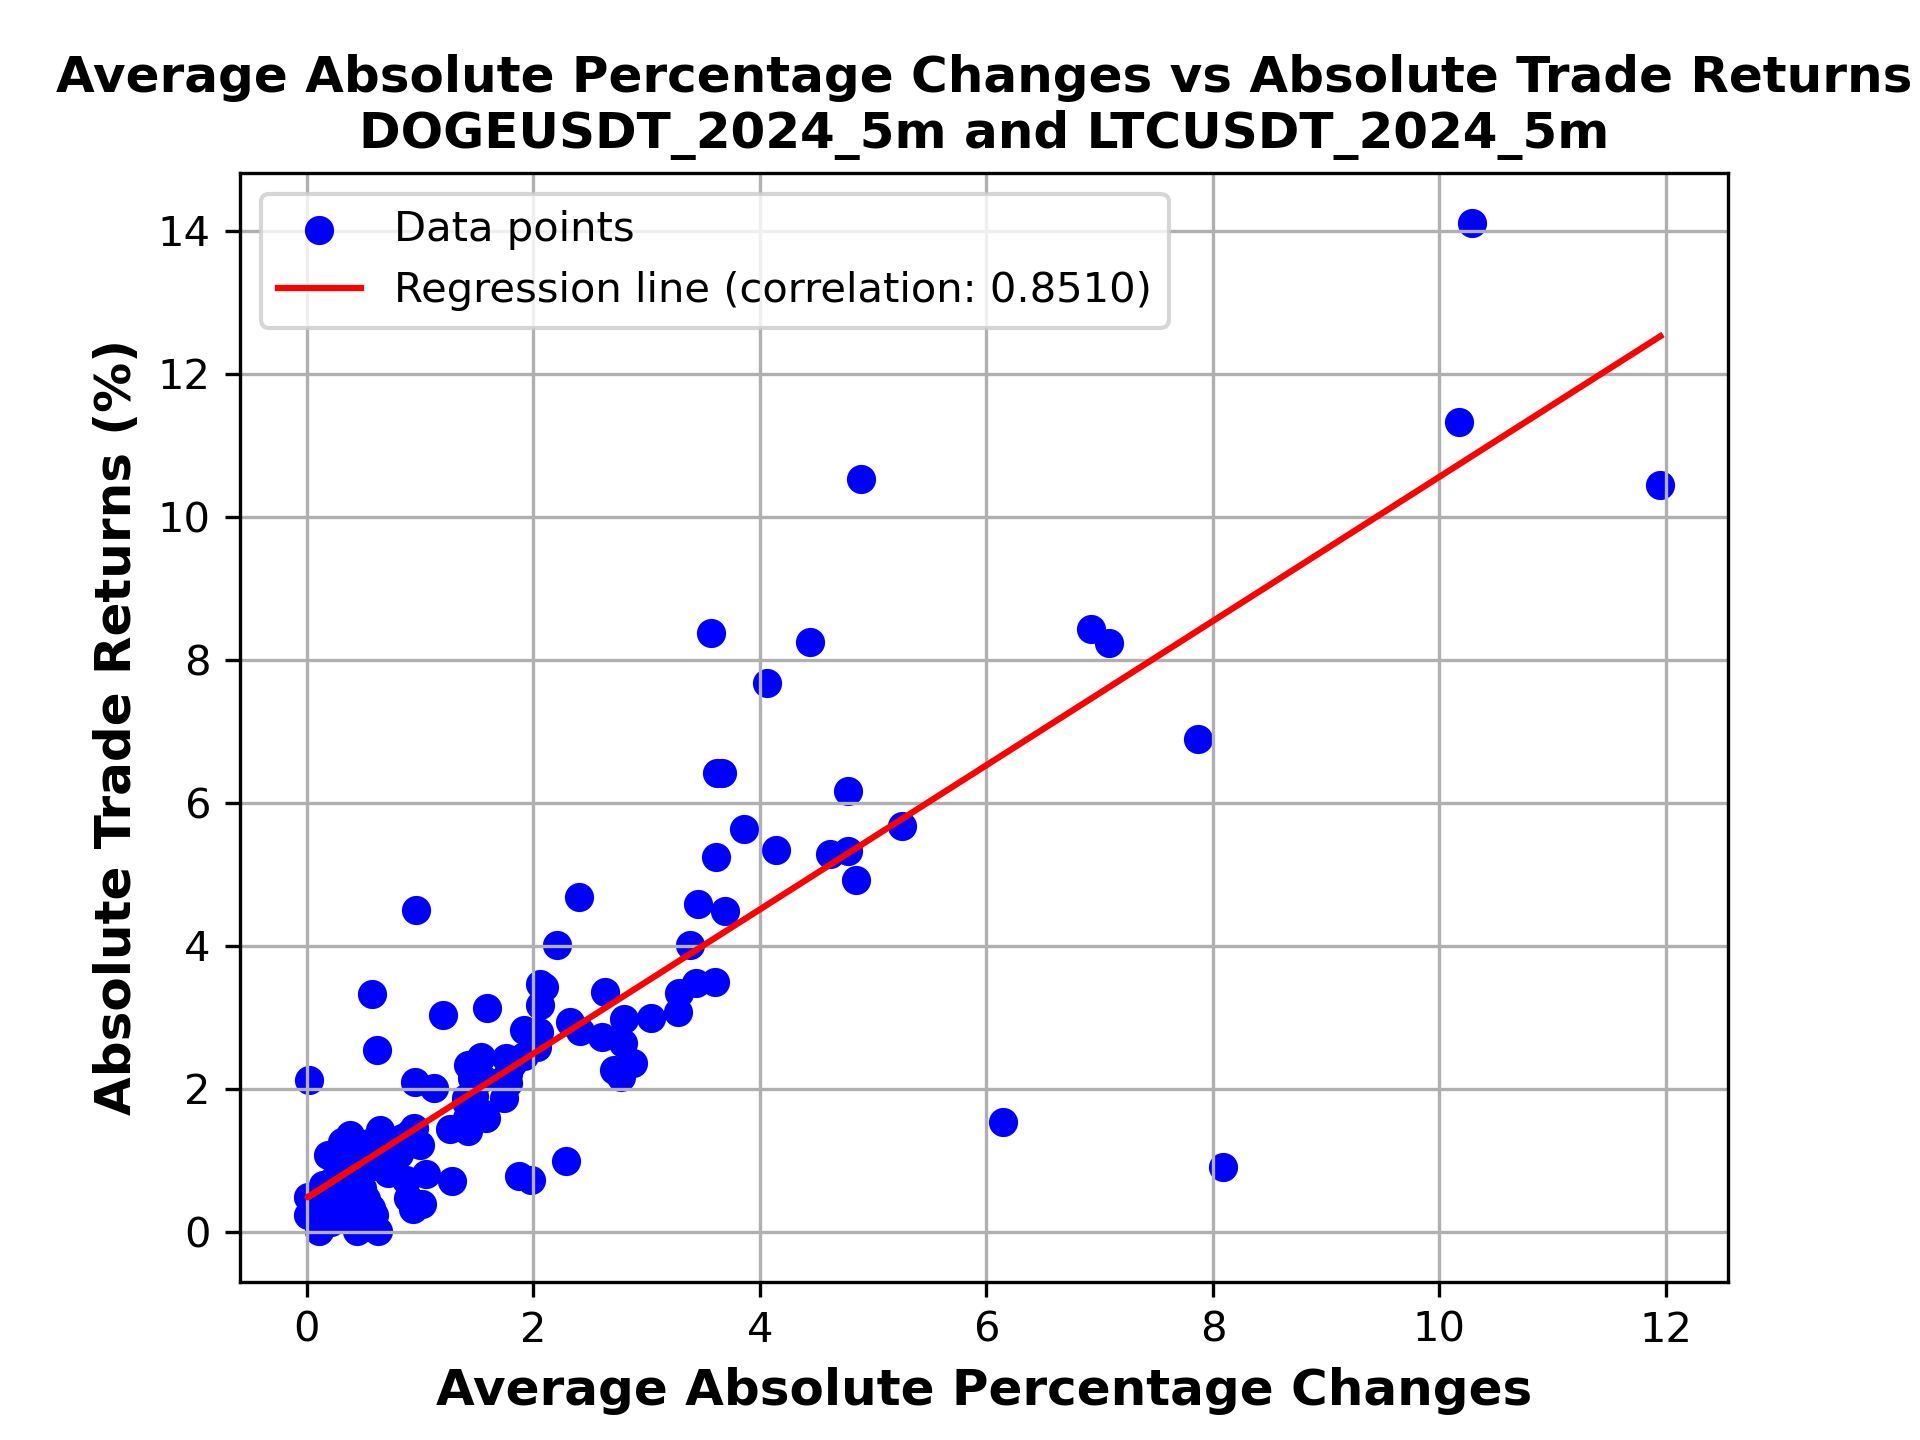 Average Absolute Percentage Changes vs Absolute Trade Returns
DOGEUSDT_2024_5m and LTCUSDT_2024_5m
Data points
Regression line (correlation: 0.8510)
Absolute Trade Returns (%)
14
12
10
8
6
4
2
0
0 2 4 6 8 10 12
Average Absolute Percentage Changes